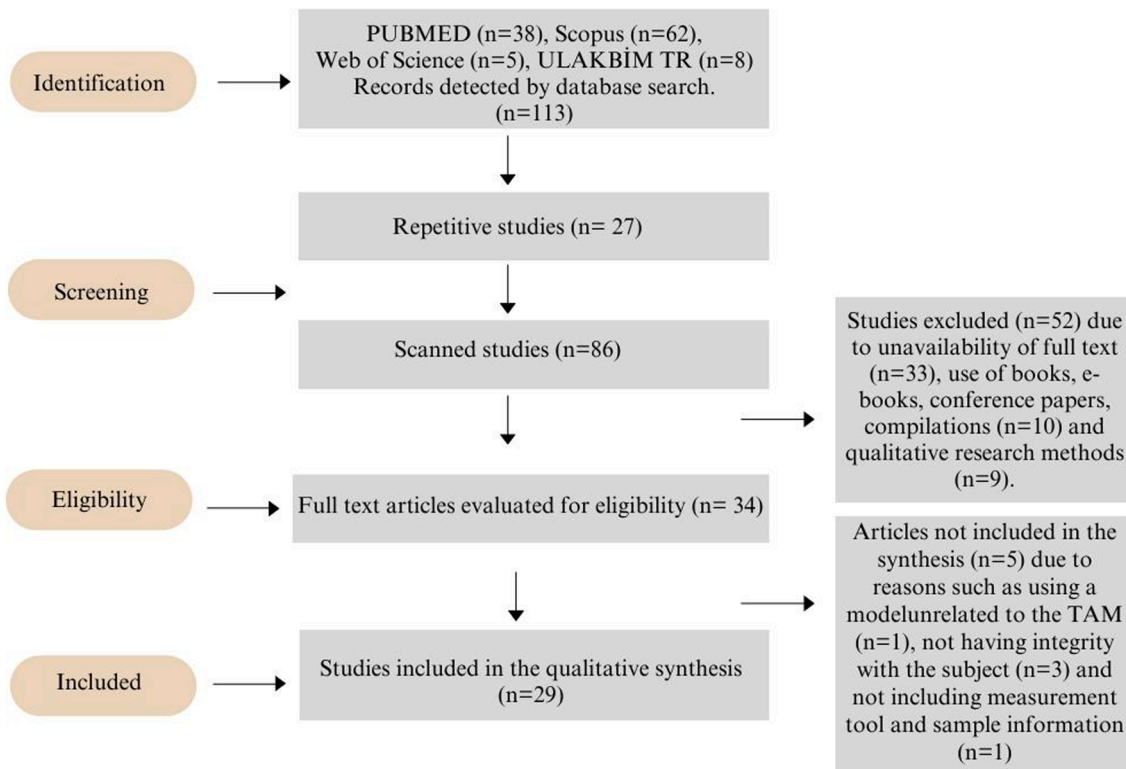 Identification
PUBMED (n=38), Scopus (n=62),
Web of Science (n=5), ULAKBİM TR (n=8)
Records detected by database search.
(n=113)
Repetitive studies (n= 27)
Screening
Scanned studies (n=86)
Studies excluded (n=52) due
to unavailability of full text
(n=33), use of books, e-
books, conference papers,
compilations (n=10) and
qualitative research methods
(n=9).
Eligibility
Full text articles evaluated for eligibility (n= 34)
Articles not included in the
synthesis (n=5) due to
reasons such as using a
modelunrelated to the TAM
(n=1), not having integrity
with the subject (n=3) and
not including measurement
tool and sample information
(n=1)
Included
Studies included in the qualitative synthesis
(n=29)